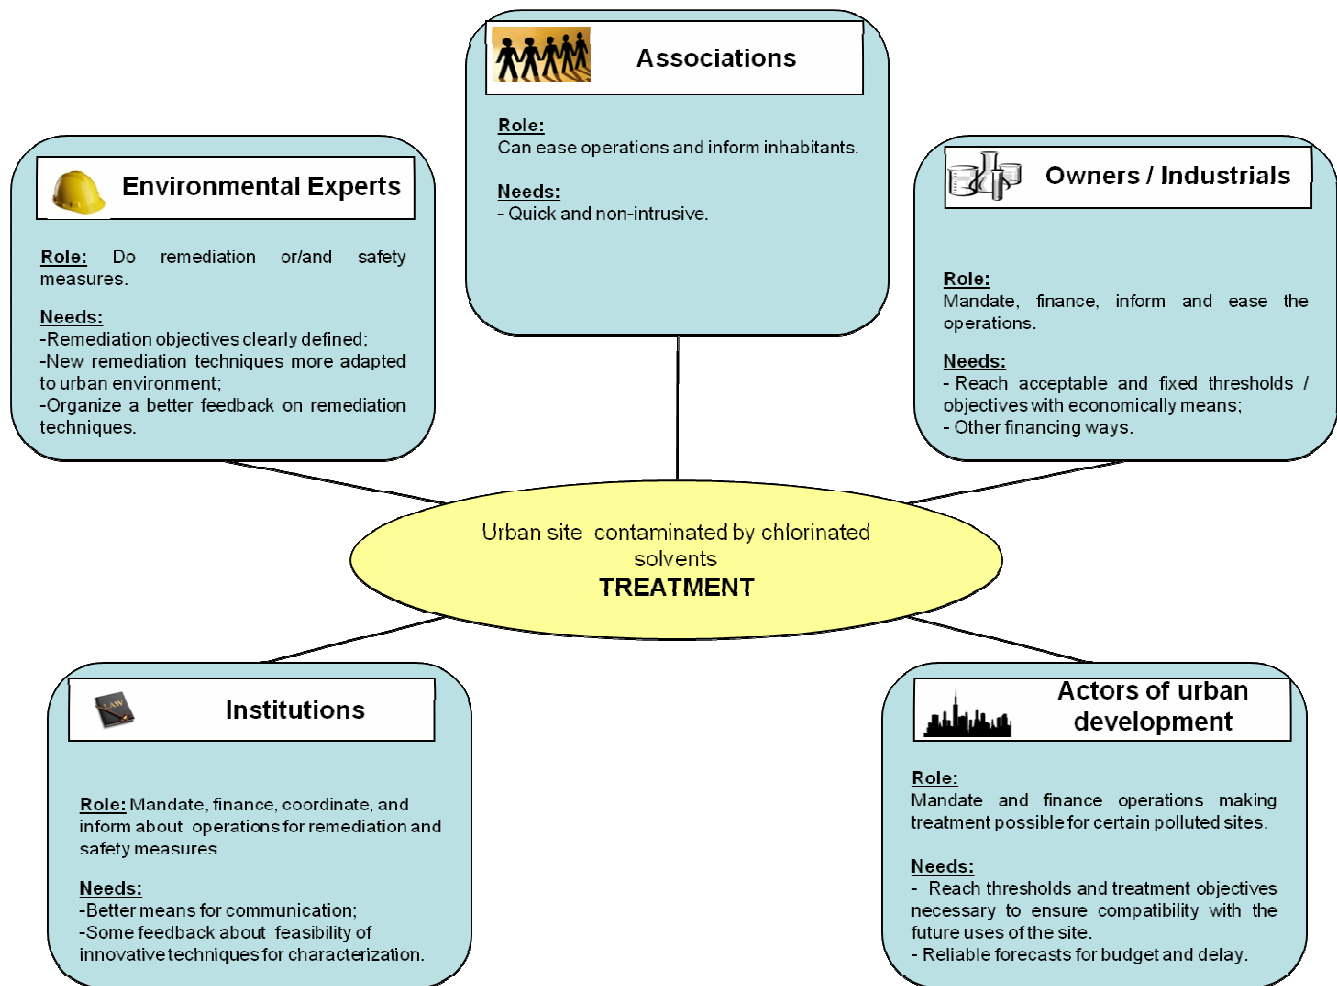 Associations
Role:
Can ease operations and inform inhabitants.
Needs:
- Quick and non-intrusive.
Environmental Experts
Role: Do remediation or/and safety
measures.
Needs:
-Remediation objectives clearly defined;
-New remediation techniques more adapted
to urban environment;
-Organize a better feedback on remediation
techniques.
Owners / Industrials
Role:
Mandate, finance, inform and ease the
operations.
Needs:
- Reach acceptable and fixed thresholds /
objectives with economically means;
- Other financing ways.
Urban site contaminated by chlorinated
solvents
TREATMENT
LAW
Institutions
Role: Mandate, finance, coordinate, and
inform about operations for remediation and
safety measures
Needs:
-Better means for communication;
-Some feedback about feasibility of
innovative techniques for characterization.
Actors of urban
development
Role:
Mandate and finance operations making
treatment possible for certain polluted sites.
Needs:
- Reach thresholds and treatment objectives
necessary to ensure compatibility with the
future uses of the site.
- Reliable forecasts for budget and delay.